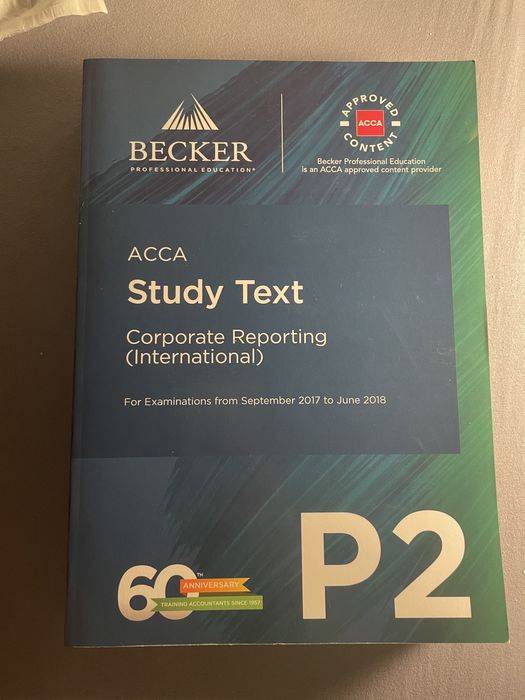 BECKER
PROFESSIONAL EDUCATION®
APPROVED
ACCA
CONTENT
Becker Professional Education
is an ACCA approved content provider
ACCA
Study Text
Corporate Reporting
(International)
For Examinations from September 2017 to June 2018
60TH
ANNIVERSARY
TRAINING ACCOUNTANTS SINCE 1957
P2